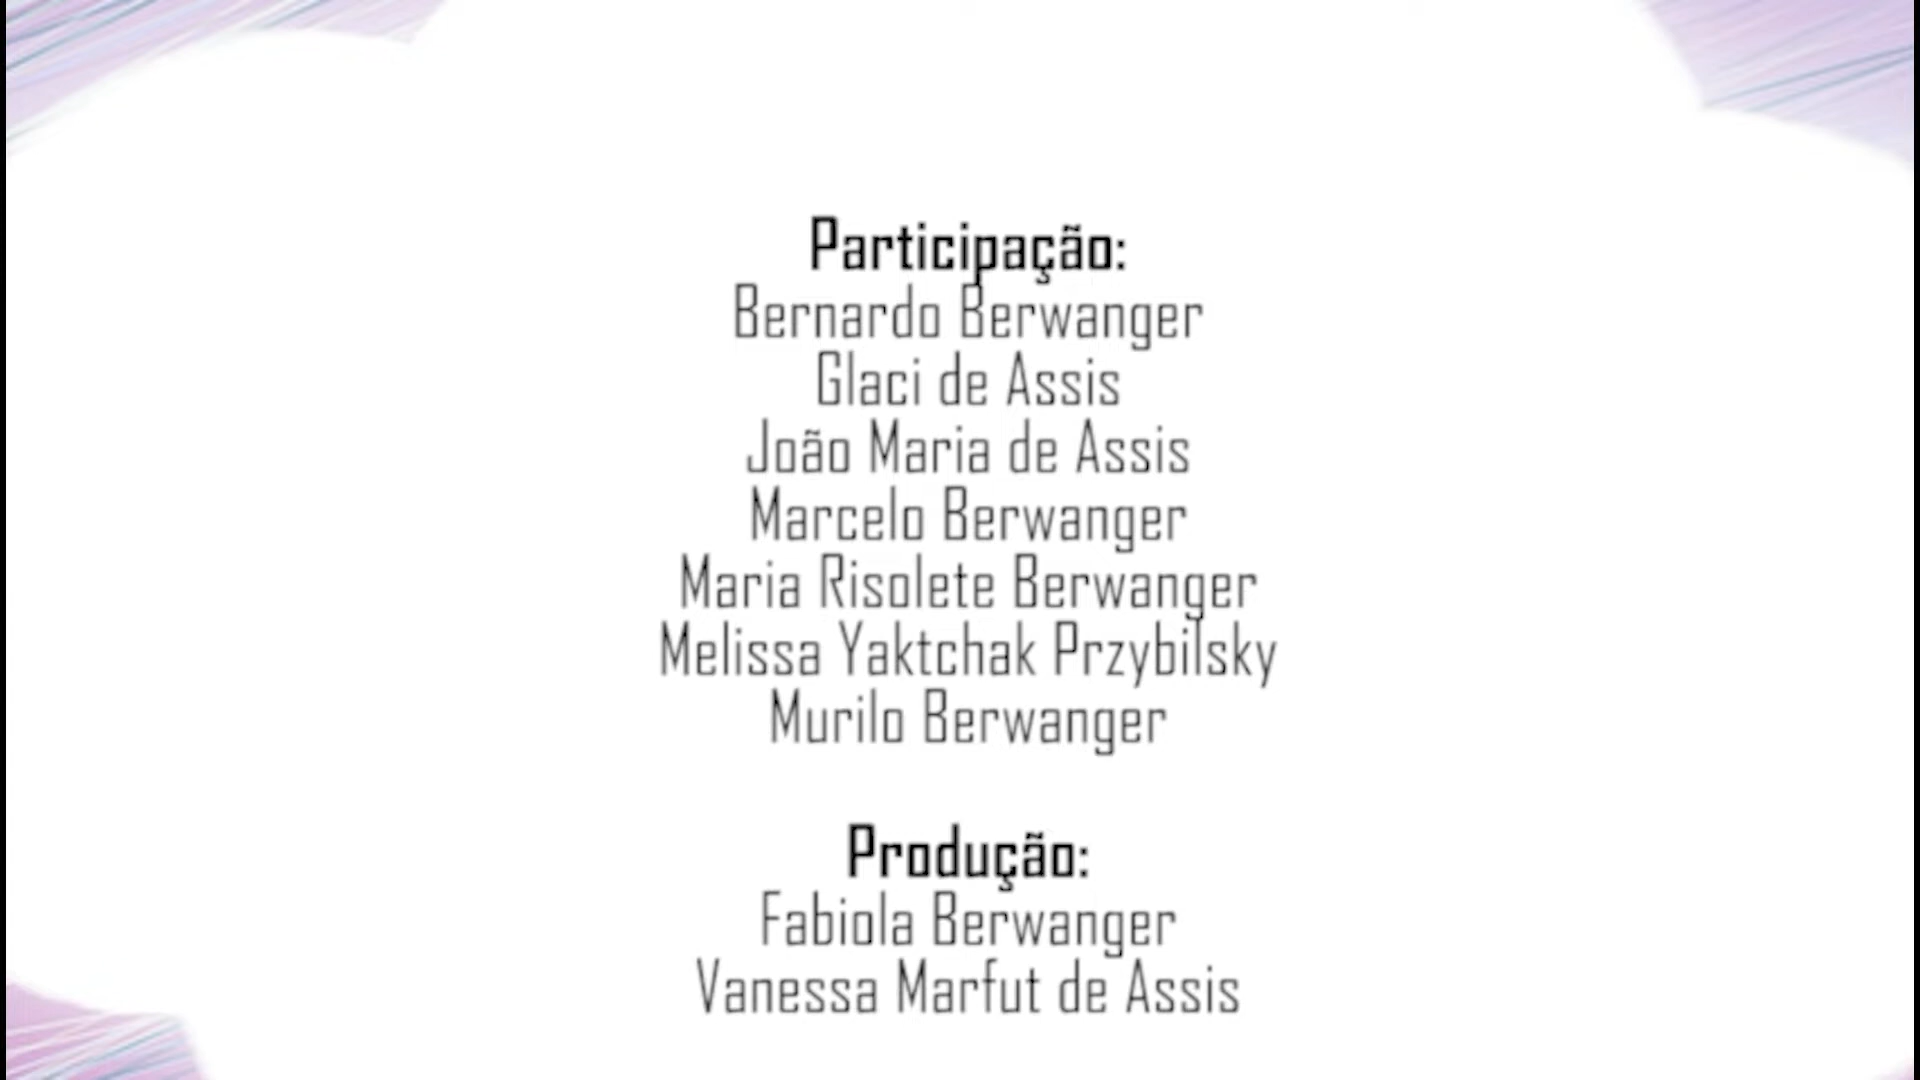 Participação:
Bernardo Berwanger
Glaci de Assis
João Maria de Assis
Marcelo Berwanger
Maria Risolete Berwanger
Melissa Yaktchak Przybilsky
Murilo Berwanger
Produção:
Fabiola Berwanger
Vanessa Marfut de Assis